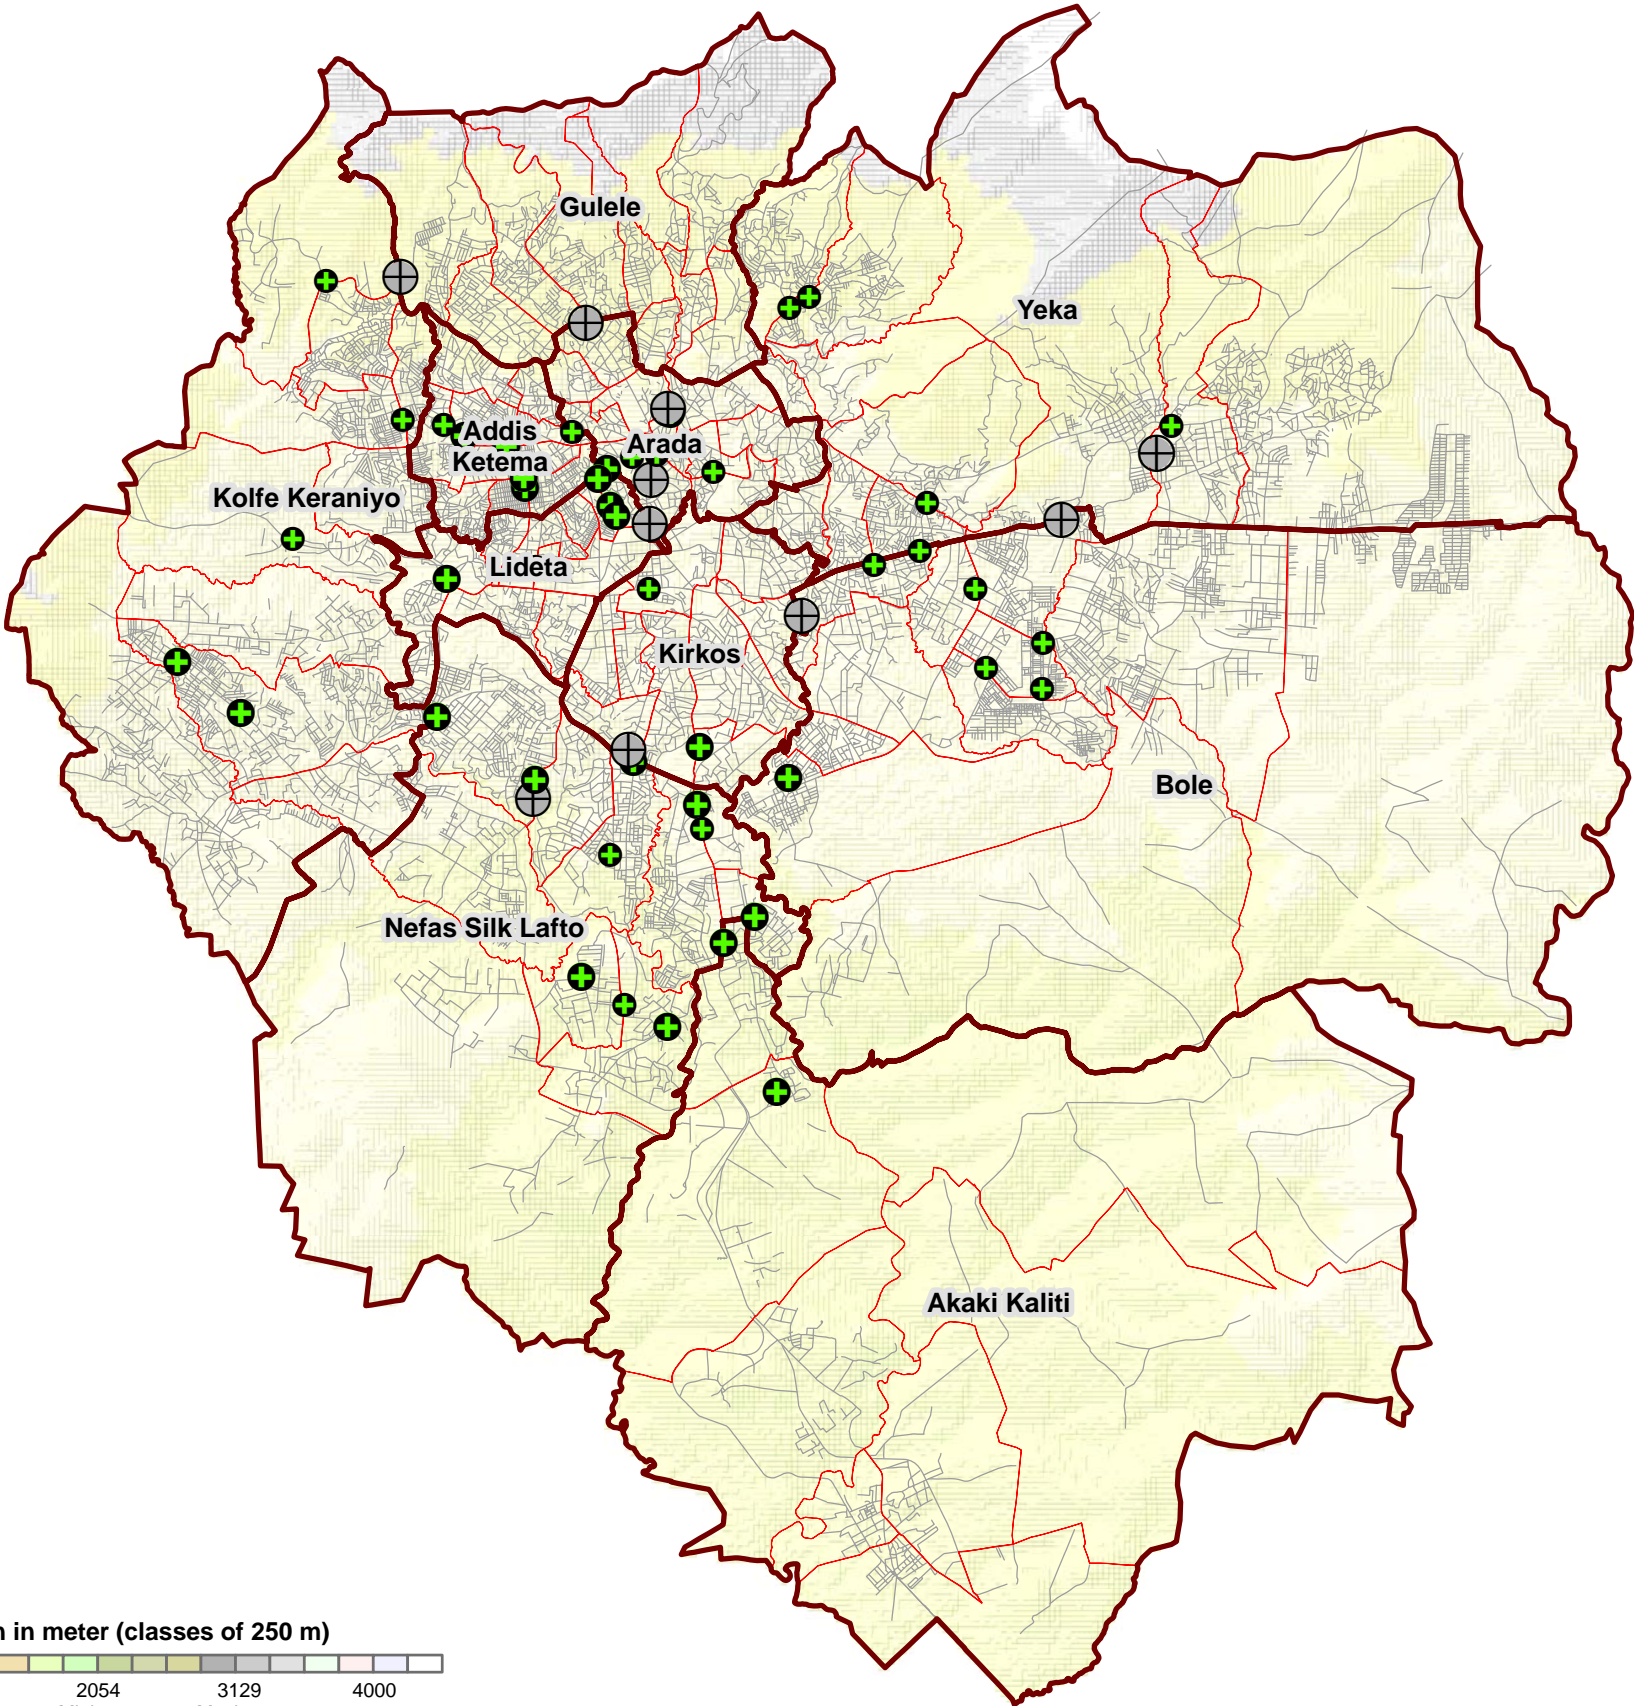 Gulele
Yeka
Addis
Ketema
Arada
Kolfe Keraniyo
Lideta
Kirkos
Bole
Nefas Silk Lafto
Akaki Kaliti
in meter (classes of 250 m)
2054 3129 4000